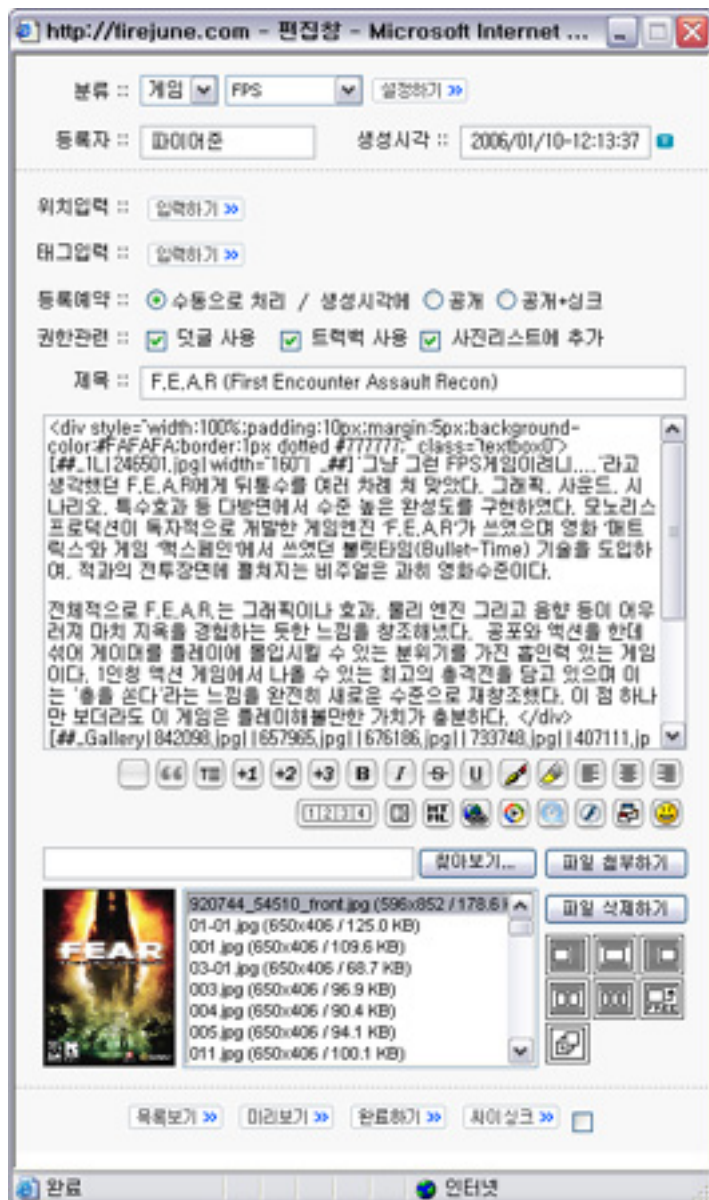 http://firejune.com - 편집창 - Microsoft Internet ...
분류 :: 게임 FPS 설정하기 »
등록자 :: 파이어준 생성시각 :: 2006/01/10-12:13:37
위치입력 :: 입력하기 »
태그입력 :: 입력하기 »
등록예약 :: 수동으로 처리 / 생성시각에 공개 공개+싱크
권한관련 :: 덧글 사용 트랙백 사용 사진리스트에 추가
제목 :: F.E.A.R (First Encounter Assault Recon)
<div style="width:100%;padding:10px;margin:5px;background-
color:#FAFAFA;border:1px dotted #777777;" class="textbox0">
[##_1L|246501.jpg|width="160"|_##] '그냥 그런 FPS게임이려니....'라고
생각했던 F.E.A.R에게 뒤통수를 여러 차례 쳐 맞았다. 그래픽, 사운드, 시
나리오, 특수효과 등 다방면에서 수준 높은 완성도를 구현하였다. 모노리스
프로덕션이 독자적으로 개발한 게임엔진 'F.E.A.R'가 쓰였으며 영화 '매트
릭스'와 게임 '맥스페인'에서 쓰였던 불릿타임(Bullet-Time) 기술을 도입하
여, 적과의 전투장면에 펼쳐지는 비주얼은 과히 영화수준이다.
전체적으로 F.E.A.R.는 그래픽이나 효과, 물리 엔진 그리고 음향 등이 어우
러져 마치 지옥을 경험하는 듯한 느낌을 창조해냈다. 공포와 액션을 한데
섞어 게이머를 플레이에 몰입시킬 수 있는 분위기를 가진 흡인력 있는 게임
이다. 1인칭 액션 게임에서 나올 수 있는 최고의 총격전을 담고 있으며 이
는 '총을 쏜다'라는 느낌을 완전히 새로운 수준으로 재창조했다. 이 점 하나
만 보더라도 이 게임은 플레이해볼만한 가치가 충분하다. </div>
[##_Gallery|842098.jpg||657965.jpg||676186.jpg||733748.jpg||407111.jp
+1 +2 +3 B I S U
1 2 3 4 HTML
찾아보기... 파일 첨부하기
F.E.A.R
920744_54510_front.jpg (596x852 / 178.6 K
01-01.jpg (650x406 / 125.0 KB)
001.jpg (650x406 / 109.6 KB)
03-01.jpg (650x406 / 68.7 KB)
003.jpg (650x406 / 96.9 KB)
004.jpg (650x406 / 90.4 KB)
005.jpg (650x406 / 94.1 KB)
011.jpg (650x406 / 100.1 KB)
파일 삭제하기
FREE
목록보기 » 미리보기 » 완료하기 » 싸이싱크 »
완료 인터넷